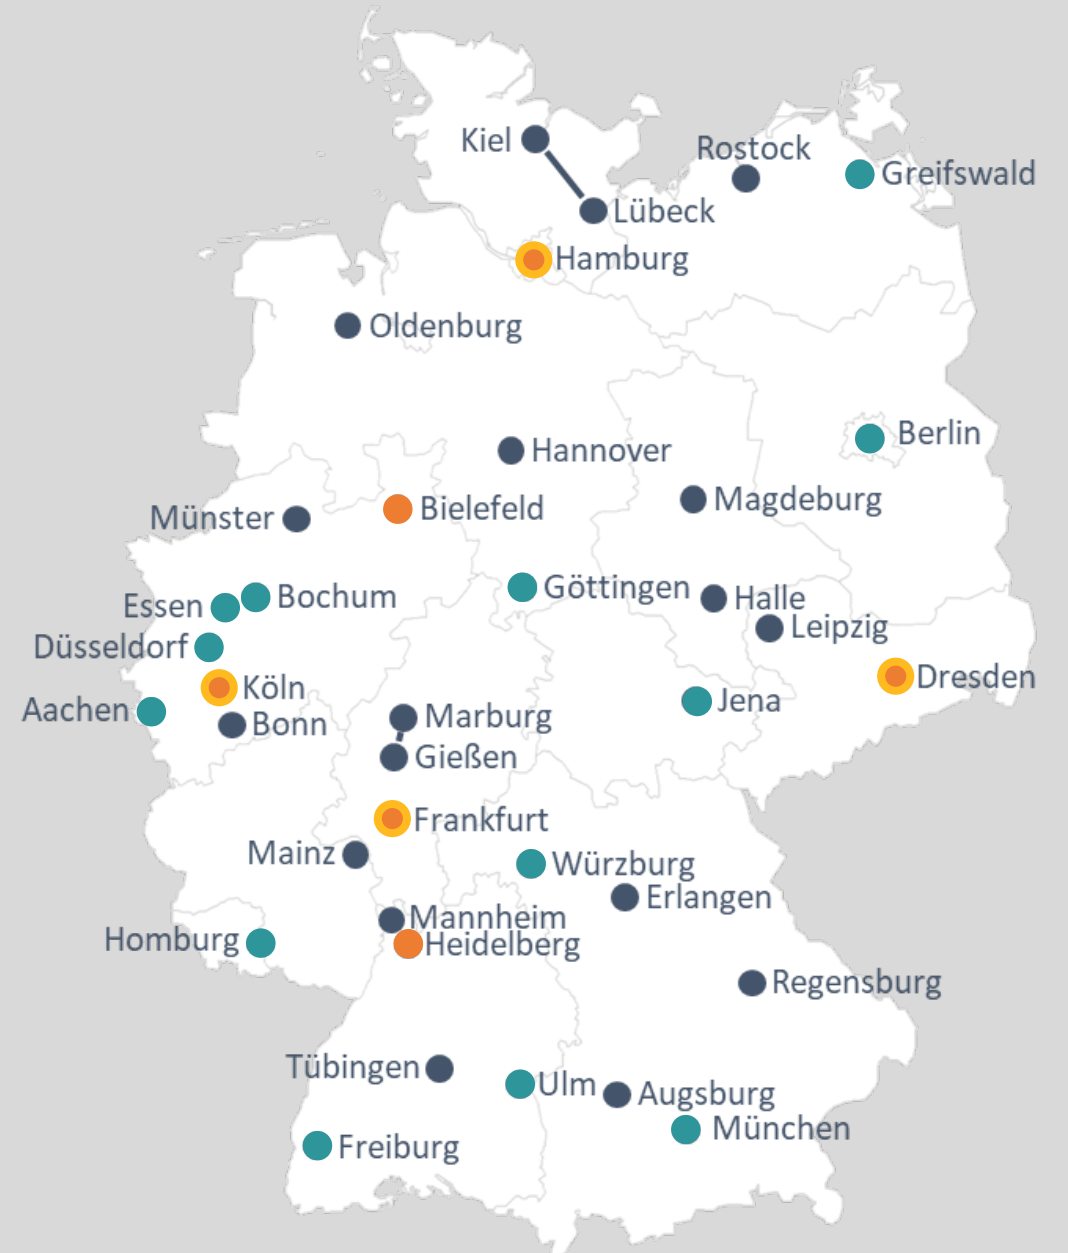 Kiel
Rostock
Greifswald
Lübeck
Hamburg
Oldenburg
Berlin
Hannover
Magdeburg
Bielefeld
Münster
Göttingen
Bochum
Halle
Essen
Leipzig
Düsseldorf
Dresden
Köln
Jena
Aachen
Marburg
Bonn
Gießen
Frankfurt
Mainz
Würzburg
Erlangen
Mannheim
Homburg
Heidelberg
Regensburg
Tübingen
Ulm
Augsburg
München
Freiburg